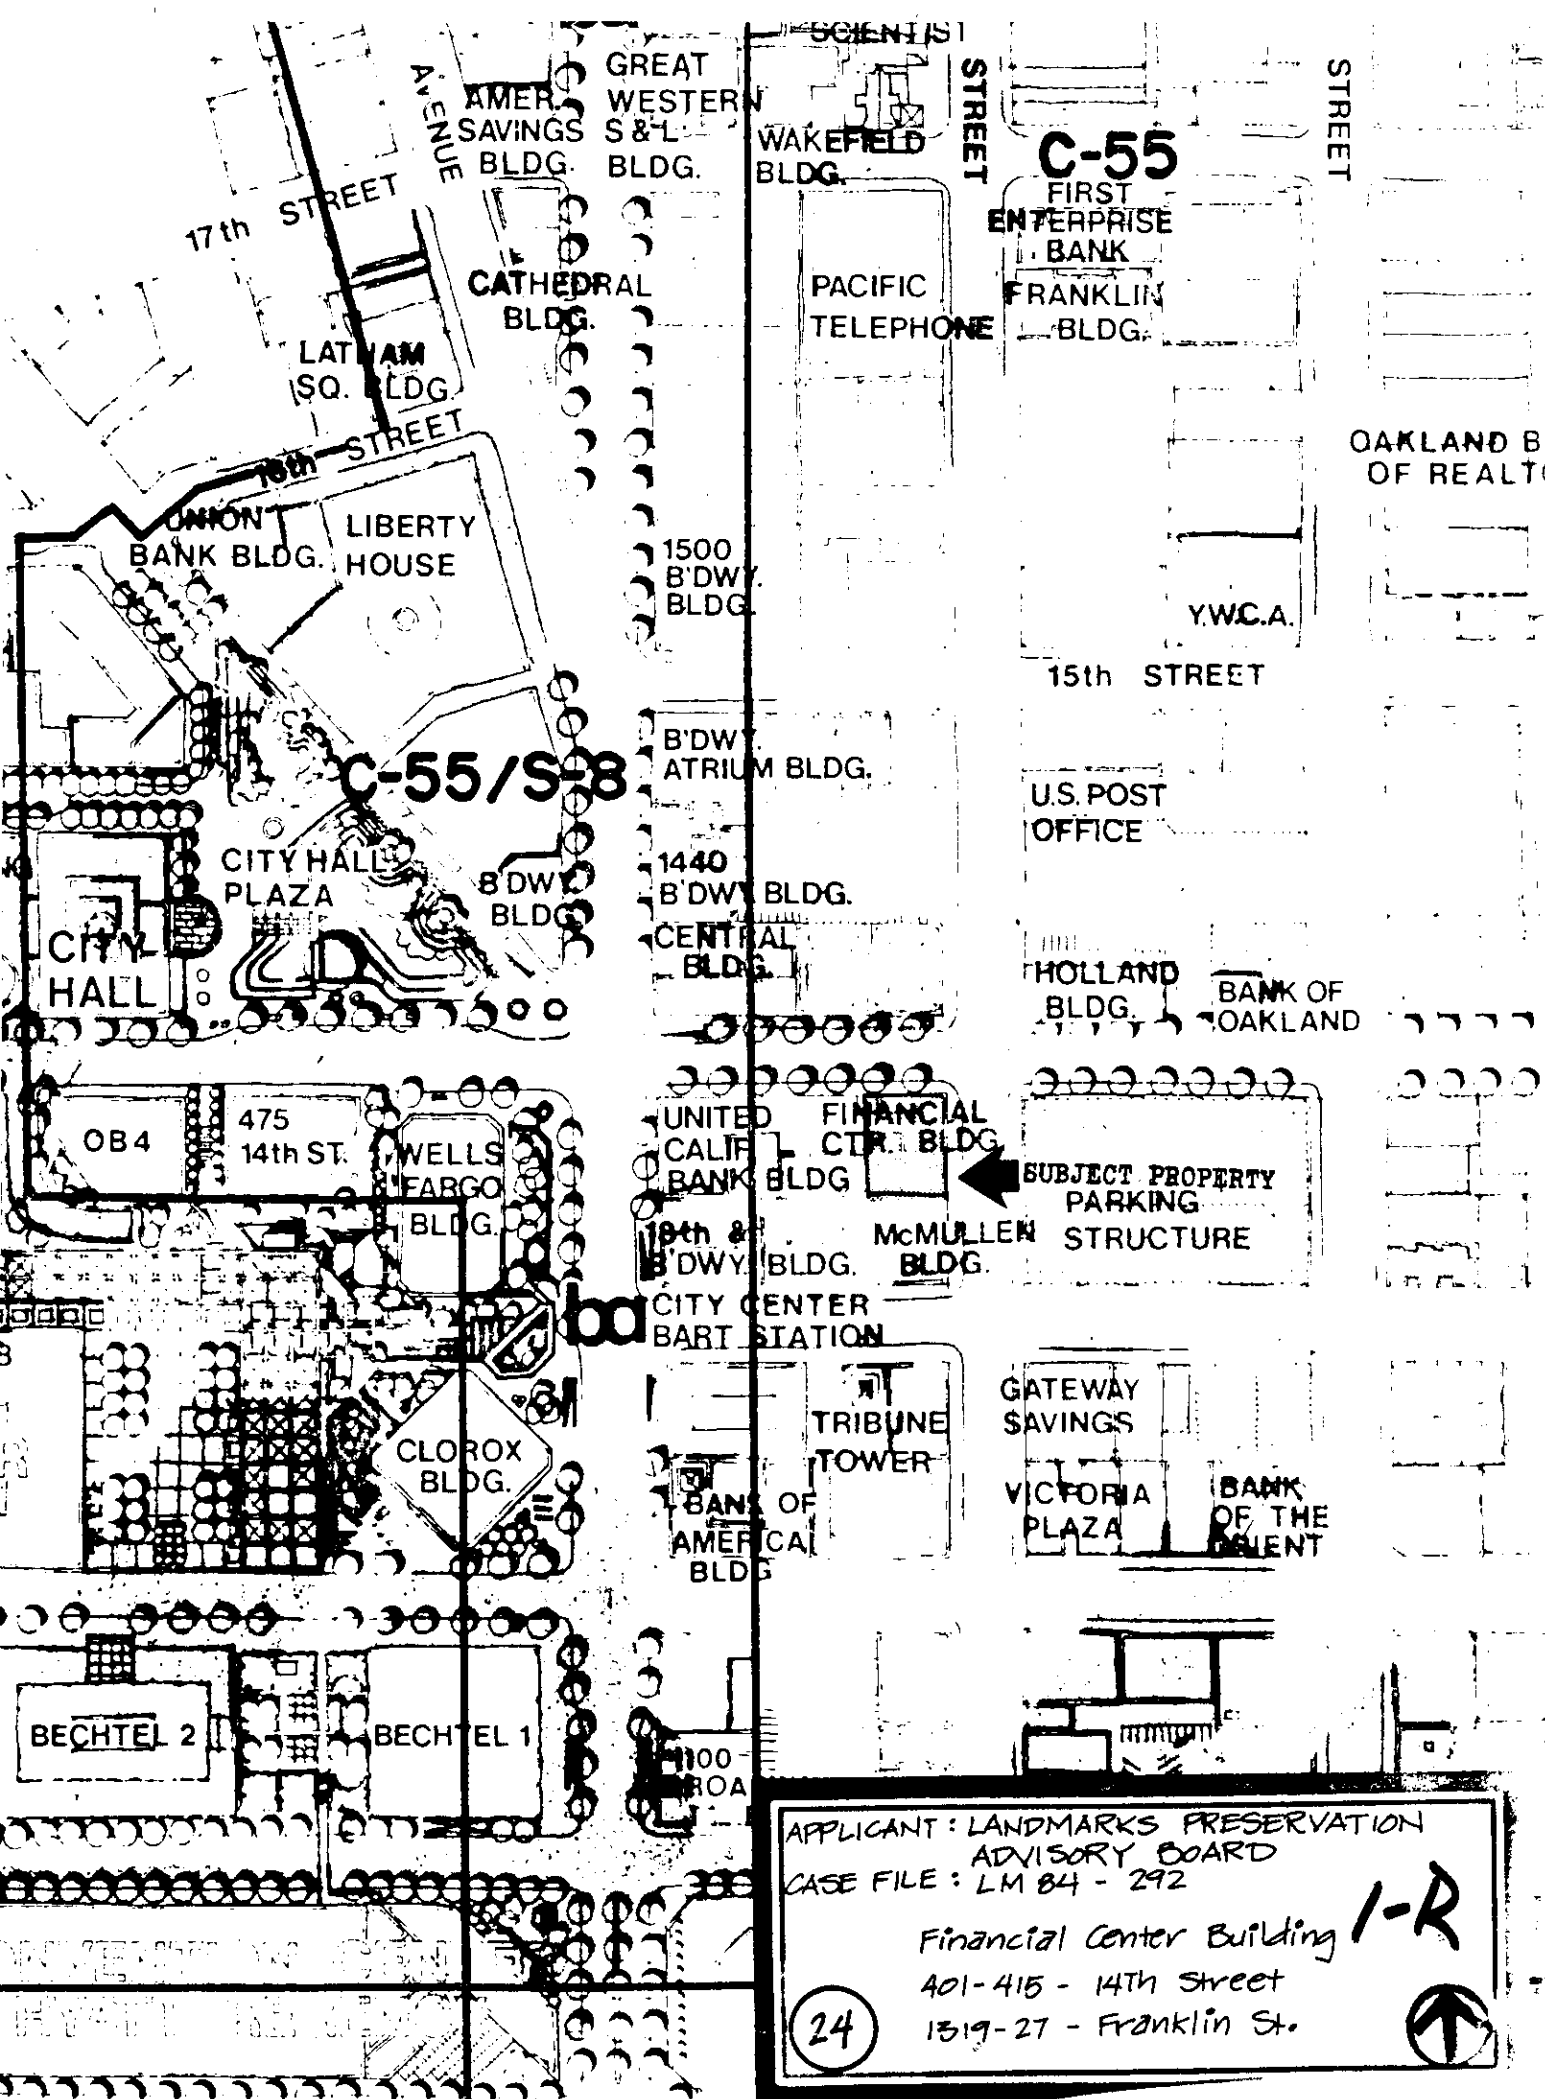 SCIENTIST
AVENUE
GREAT
WESTERN
S & L
BLDG.
AMER.
SAVINGS
BLDG.
WAKEFIELD
BLDG.
STREET
C-55
STREET
FIRST
ENTERPRISE
BANK
17th STREET
CATHEDRAL
BLDG.
PACIFIC
TELEPHONE
FRANKLIN
BLDG.
LATHAM
SQ. BLDG.
16th STREET
OAKLAND B
OF REALTO
UNION
BANK BLDG.
LIBERTY
HOUSE
1500
B'DWY.
BLDG.
Y.W.C.A.
15th STREET
C-55/S-8
B'DWY.
ATRIUM BLDG.
U.S. POST
OFFICE
CITY HALL
PLAZA
B'DWY
BLDG
1440
B'DWY BLDG.
CITY
HALL
CENTRAL
BLDG.
HOLLAND
BLDG.
BANK OF
OAKLAND
OB4
475
14th ST.
WELLS
FARGO
BLDG.
UNITED
CALIF
BANK BLDG
FINANCIAL
CTR. BLDG
SUBJECT PROPERTY
PARKING
STRUCTURE
13th &
B'DWY. BLDG.
McMULLEN
BLDG.
ba
CITY CENTER
BART STATION
CLOROX
BLDG.
TRIBUNE
TOWER
GATEWAY
SAVINGS
BANK OF
AMERICA
BLDG
VICTORIA
PLAZA
BANK
OF THE
ORIENT
BECHTEL 2
BECHTEL 1
1100
BROA
APPLICANT : LANDMARKS PRESERVATION
ADVISORY BOARD
CASE FILE : LM 84 - 292
1-R
Financial Center Building
401-415 - 14TH Street
1319-27 - Franklin St.
24